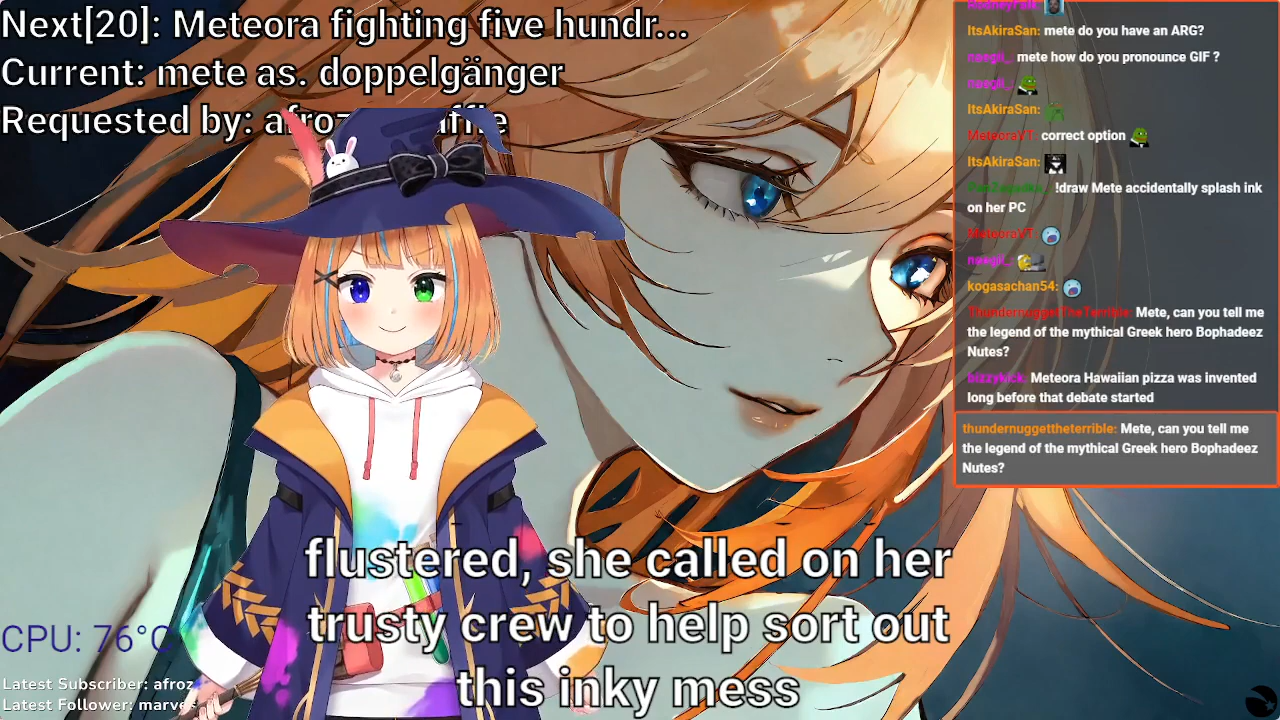 Next[20]: Meteora fighting five hundr...
Current: mete as. doppelgänger
Requested by: afroz
ItsAkiraSan: mete do you have an ARG?
mete how do you pronounce GIF ?
ItsAkiraSan:
MeteoraVT: correct option
ItsAkiraSan:
!draw Mete accidentally splash ink
on her PC
MeteoraVT:
kogasachan54:
ThundernuggetTheTerrible: Mete, can you tell me
the legend of the mythical Greek hero Bophadeez
Nutes?
bizzykick: Meteora Hawaiian pizza was invented
long before that debate started
thundernuggettheterrible: Mete, can you tell me
the legend of the mythical Greek hero Bophadeez
Nutes?
flustered, she called on her
trusty crew to help sort out
this inky mess
CPU: 76°C
Latest Subscriber: afroz
Latest Follower: marve